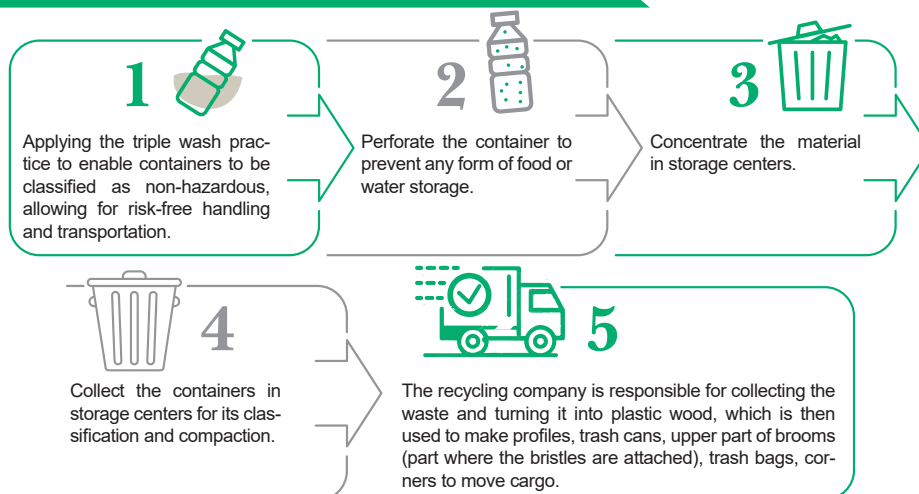 1
Applying the triple wash prac-
tice to enable containers to be
classified as non-hazardous,
allowing for risk-free handling
and transportation.
2
Perforate the container to
prevent any form of food or
water storage.
3
Concentrate the material
in storage centers.
4
Collect the containers in
storage centers for its clas-
sification and compaction.
5
The recycling company is responsible for collecting the
waste and turning it into plastic wood, which is then
used to make profiles, trash cans, upper part of brooms
(part where the bristles are attached), trash bags, cor-
ners to move cargo.